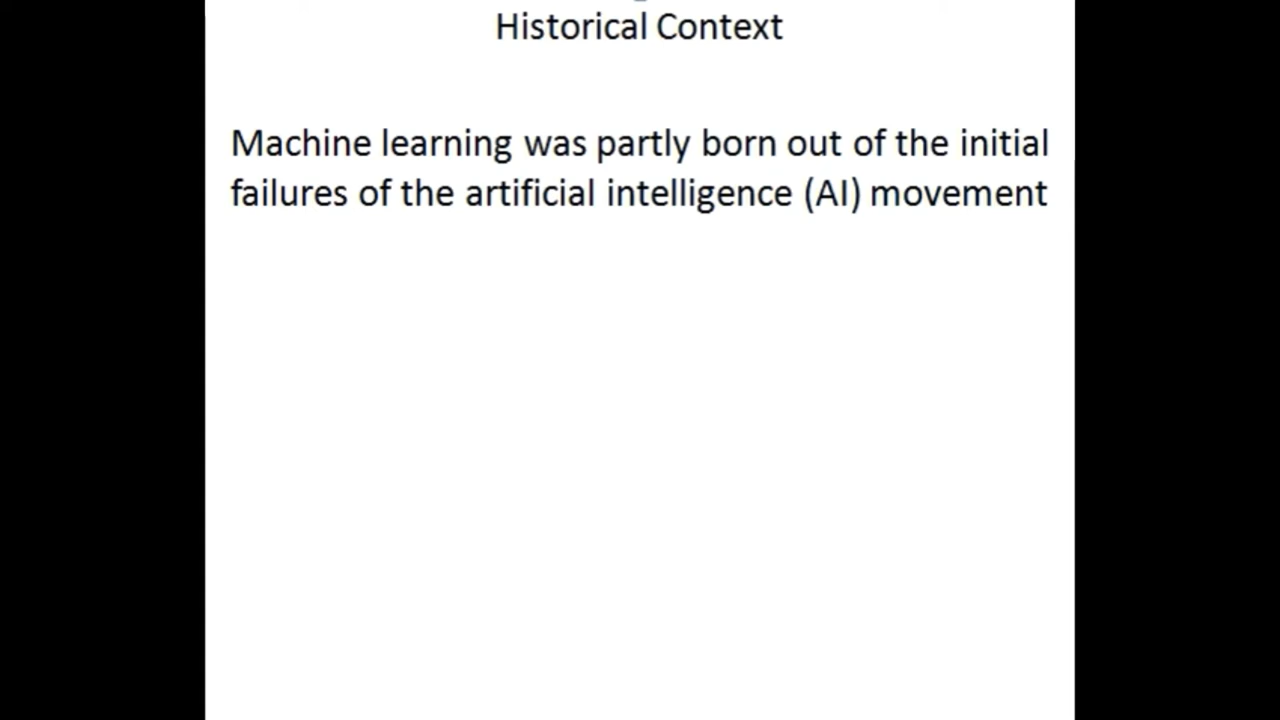 Historical Context
Machine learning was partly born out of the initial
failures of the artificial intelligence (AI) movement